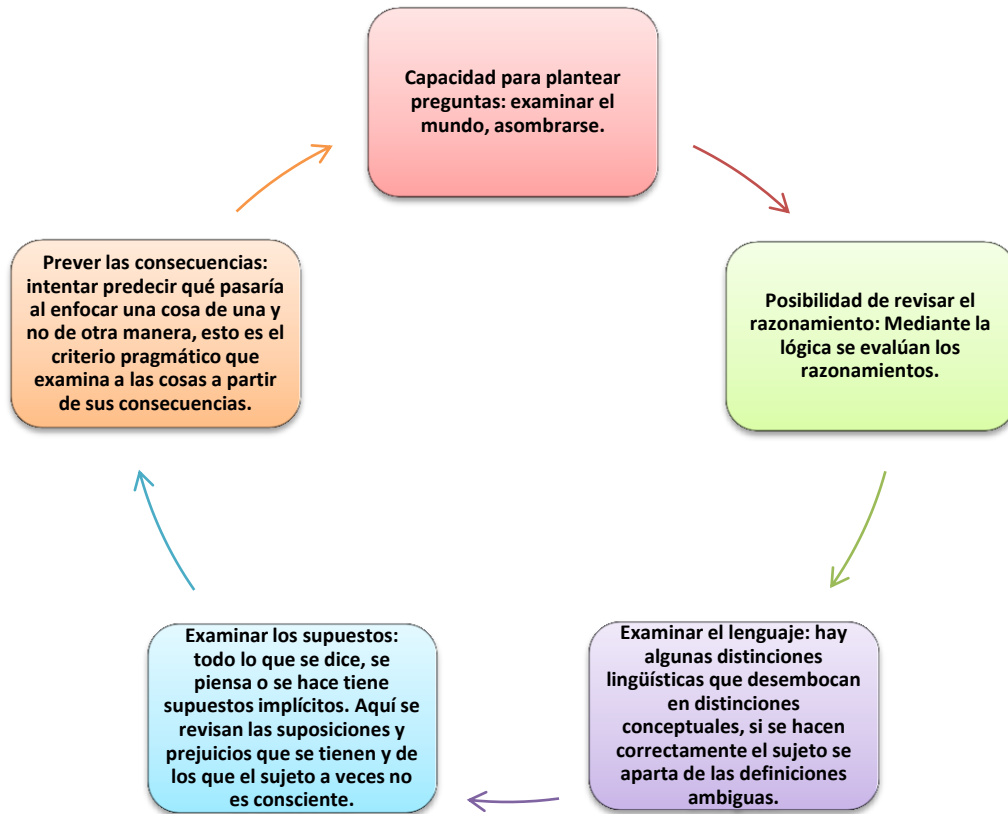 Capacidad para plantear
preguntas: examinar el
mundo, asombrarse.
Posibilidad de revisar el
razonamiento: Mediante la
lógica se evalúan los
razonamientos.
Examinar el lenguaje: hay
algunas distinciones
lingüísticas que desembocan
en distinciones
conceptuales, si se hacen
correctamente el sujeto se
aparta de las definiciones
ambiguas.
Examinar los supuestos:
todo lo que se dice, se
piensa o se hace tiene
supuestos implícitos. Aquí se
revisan las suposiciones y
prejuicios que se tienen y de
los que el sujeto a veces no
es consciente.
Prever las consecuencias:
intentar predecir qué pasaría
al enfocar una cosa de una y
no de otra manera, esto es el
criterio pragmático que
examina a las cosas a partir
de sus consecuencias.